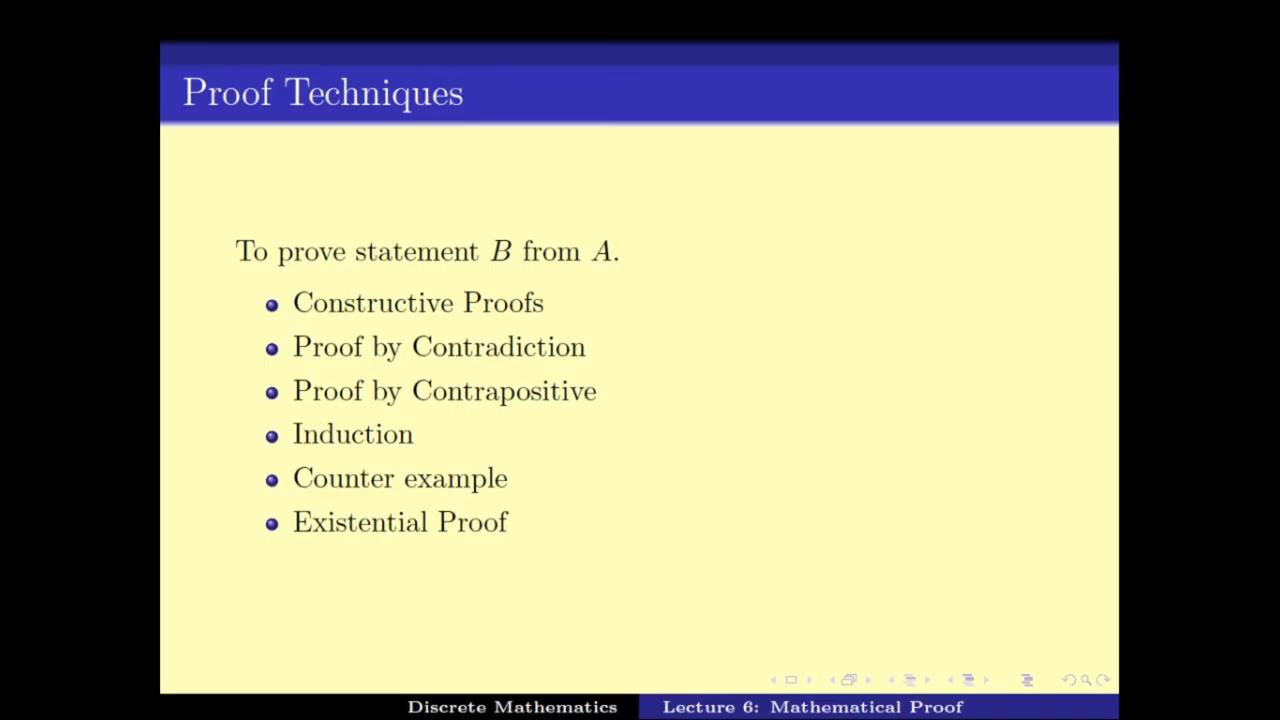 Proof Techniques
To prove statement B from A.
Constructive Proofs
Proof by Contradiction
Proof by Contrapositive
Induction
Counter example
Existential Proof
Discrete Mathematics
Lecture 6: Mathematical Proof